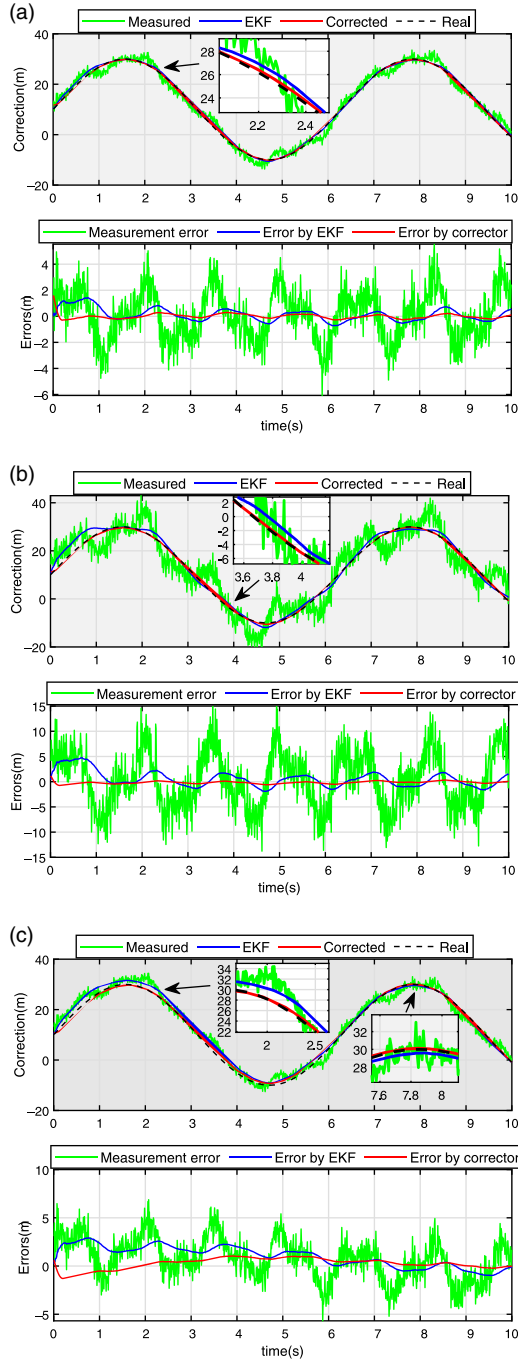 (a)
Measured EKF Corrected Real
Correction(m)
40
20
0
−20
28
26
24
2.2 2.4
0 1 2 3 4 5 6 7 8 9 10
Measurement error Error by EKF Error by corrector
Errors(m)
4
2
0
−2
−4
−6
0 1 2 3 4 5 6 7 8 9 10
time(s)
(b)
Measured EKF Corrected Real
Correction(m)
40
20
0
−20
2
0
−2
−4
−6
3.6 3.8 4
0 1 2 3 4 5 6 7 8 9 10
Measurement error Error by EKF Error by corrector
Errors(m)
15
10
5
0
−5
−10
−15
0 1 2 3 4 5 6 7 8 9 10
time(s)
(c)
Measured EKF Corrected Real
Correction(m)
40
20
0
−20
34
32
30
28
26
24
22
2 2.5
32
30
28
7.6 7.8 8
0 1 2 3 4 5 6 7 8 9 10
Measurement error Error by EKF Error by corrector
Errors(m)
10
5
0
−5
0 1 2 3 4 5 6 7 8 9 10
time(s)